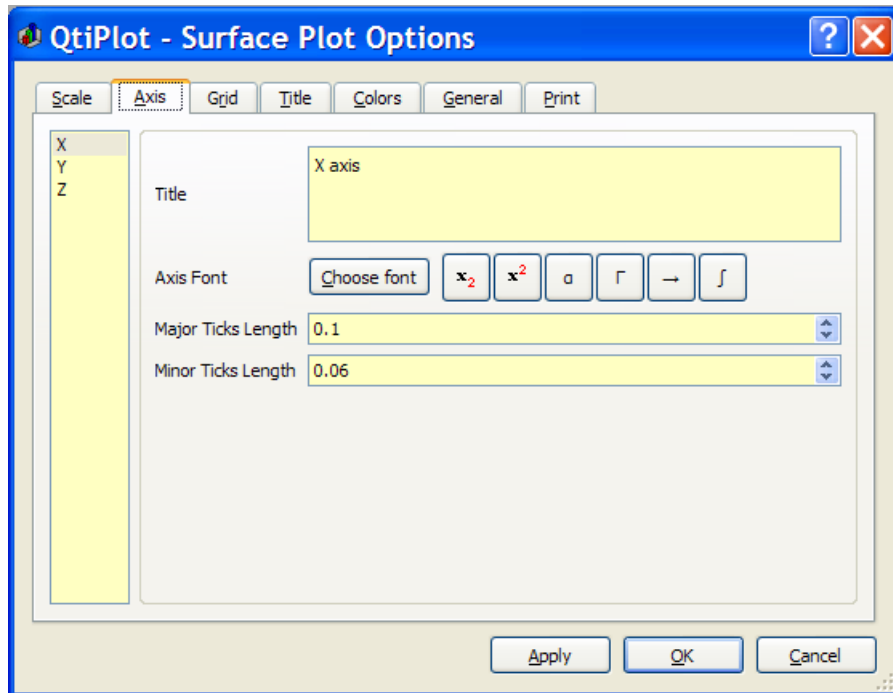 QtiPlot - Surface Plot Options
?
Scale Axis Grid Title Colors General Print
X
Y
Z
Title
X axis
Axis Font Choose font x₂ x² α Γ → ∫
Major Ticks Length 0.1
Minor Ticks Length 0.06
Apply OK Cancel